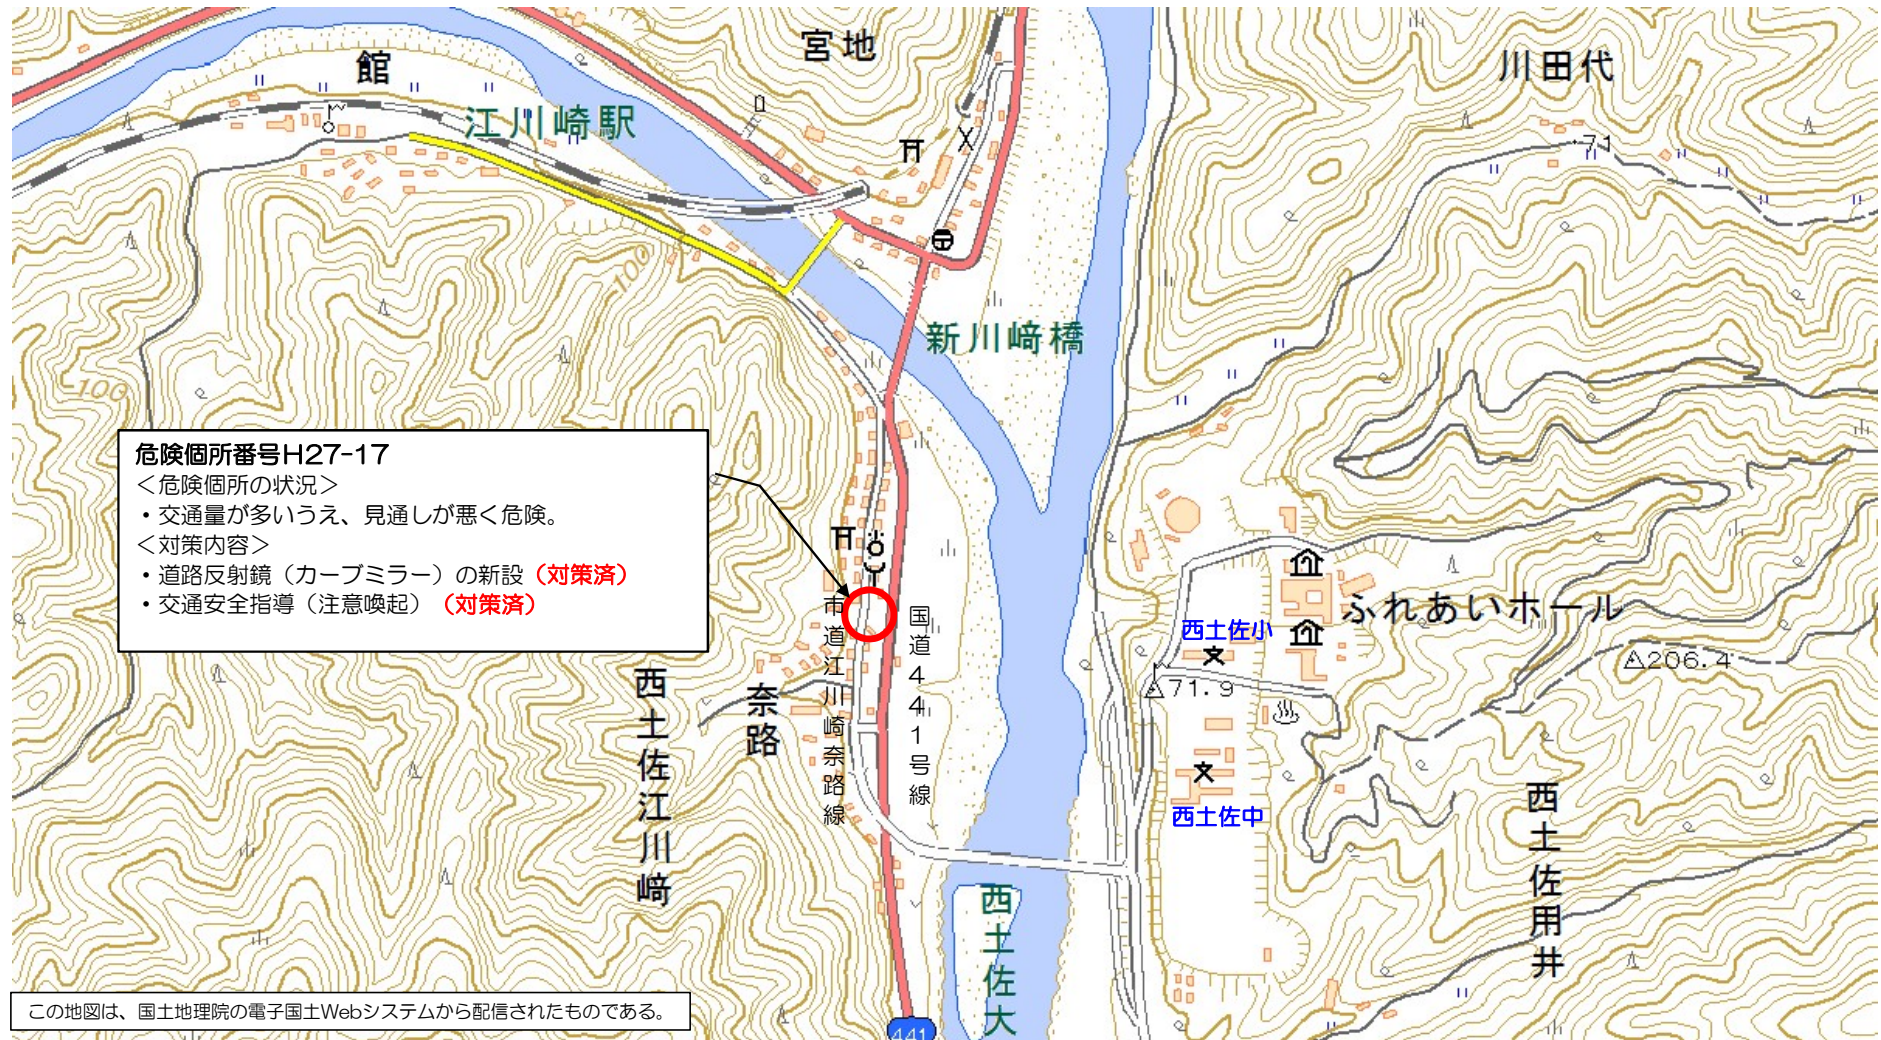 館
宮地
川田代
江川崎駅
・71
新川崎橋
100
100
危険個所番号H27-17
＜危険個所の状況＞
・交通量が多いうえ、見通しが悪く危険。
＜対策内容＞
・道路反射鏡（カーブミラー）の新設（対策済）
・交通安全指導（注意喚起）（対策済）
市道江川崎奈路線
国道441号線
西土佐小
ふれあいホール
206.4
71.9
西土佐江川崎
奈路
西土佐中
西土佐用井
西土佐大
441
この地図は、国土地理院の電子国土Webシステムから配信されたものである。